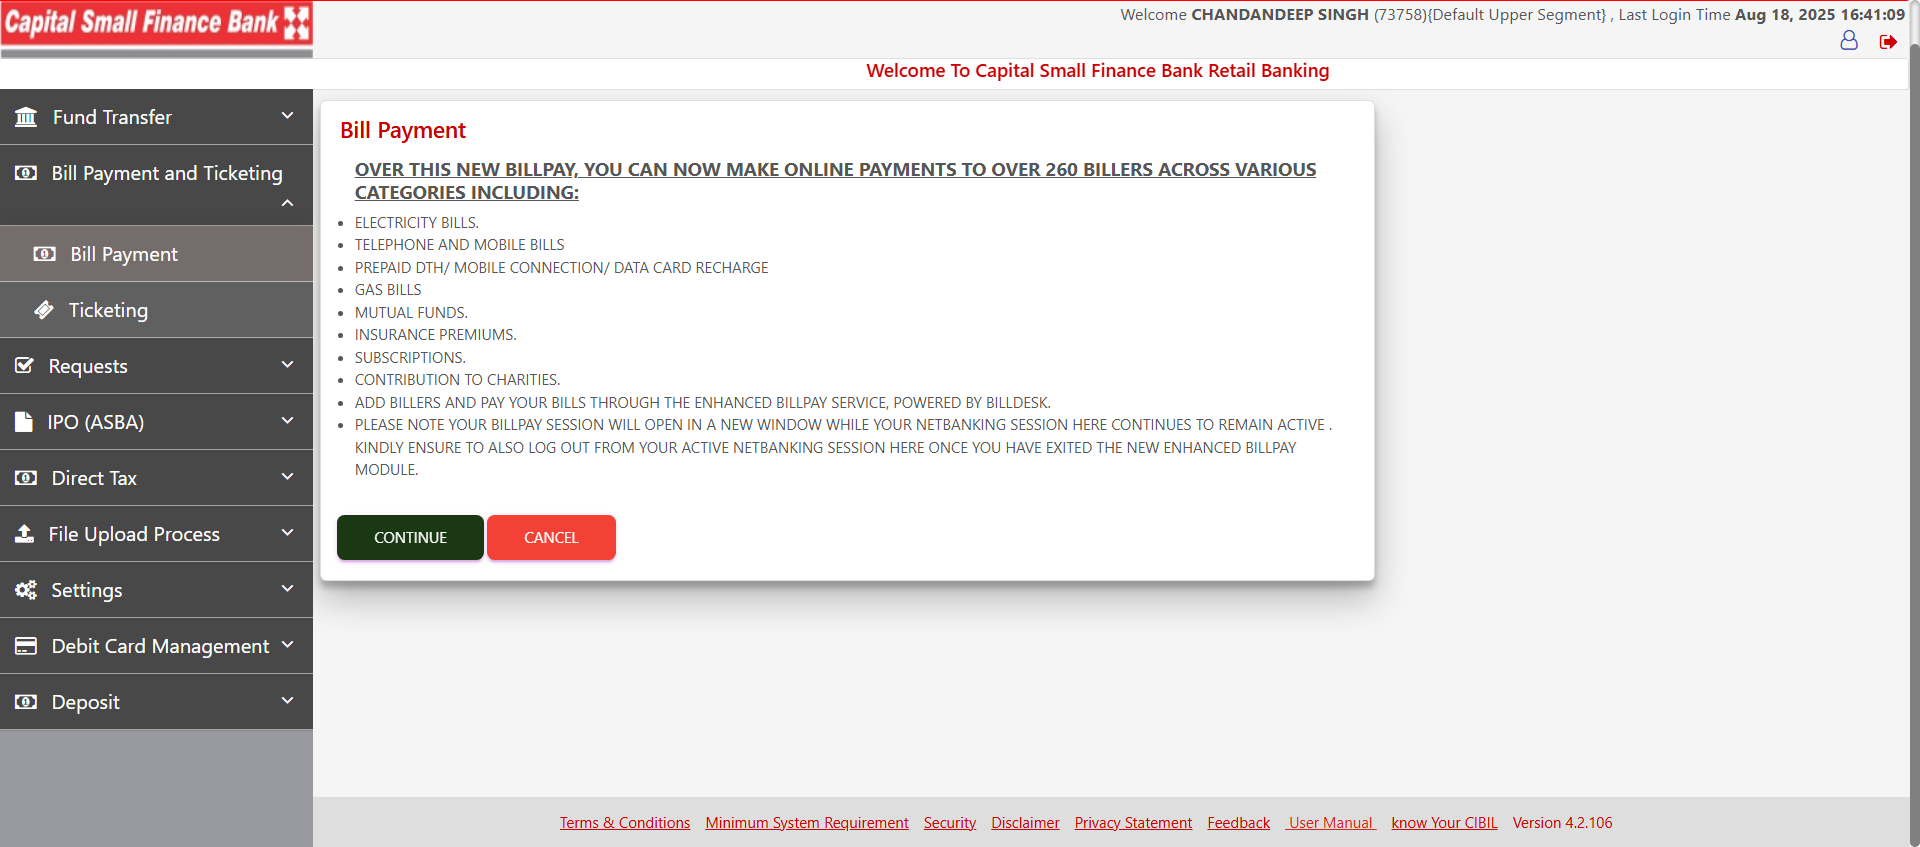 Capital Small Finance Bank
Welcome CHANDANDEEP SINGH (73758){Default Upper Segment} , Last Login Time Aug 18, 2025 16:41:09
Welcome To Capital Small Finance Bank Retail Banking
Fund Transfer
Bill Payment and Ticketing
Bill Payment
Ticketing
Requests
IPO (ASBA)
Direct Tax
File Upload Process
Settings
Debit Card Management
Deposit
Bill Payment
OVER THIS NEW BILLPAY, YOU CAN NOW MAKE ONLINE PAYMENTS TO OVER 260 BILLERS ACROSS VARIOUS
CATEGORIES INCLUDING:
ELECTRICITY BILLS.
TELEPHONE AND MOBILE BILLS
PREPAID DTH/ MOBILE CONNECTION/ DATA CARD RECHARGE
GAS BILLS
MUTUAL FUNDS.
INSURANCE PREMIUMS.
SUBSCRIPTIONS.
CONTRIBUTION TO CHARITIES.
ADD BILLERS AND PAY YOUR BILLS THROUGH THE ENHANCED BILLPAY SERVICE, POWERED BY BILLDESK.
PLEASE NOTE YOUR BILLPAY SESSION WILL OPEN IN A NEW WINDOW WHILE YOUR NETBANKING SESSION HERE CONTINUES TO REMAIN ACTIVE .
KINDLY ENSURE TO ALSO LOG OUT FROM YOUR ACTIVE NETBANKING SESSION HERE ONCE YOU HAVE EXITED THE NEW ENHANCED BILLPAY
MODULE.
CONTINUE CANCEL
Terms & Conditions Minimum System Requirement Security Disclaimer Privacy Statement Feedback User Manual know Your CIBIL Version 4.2.106